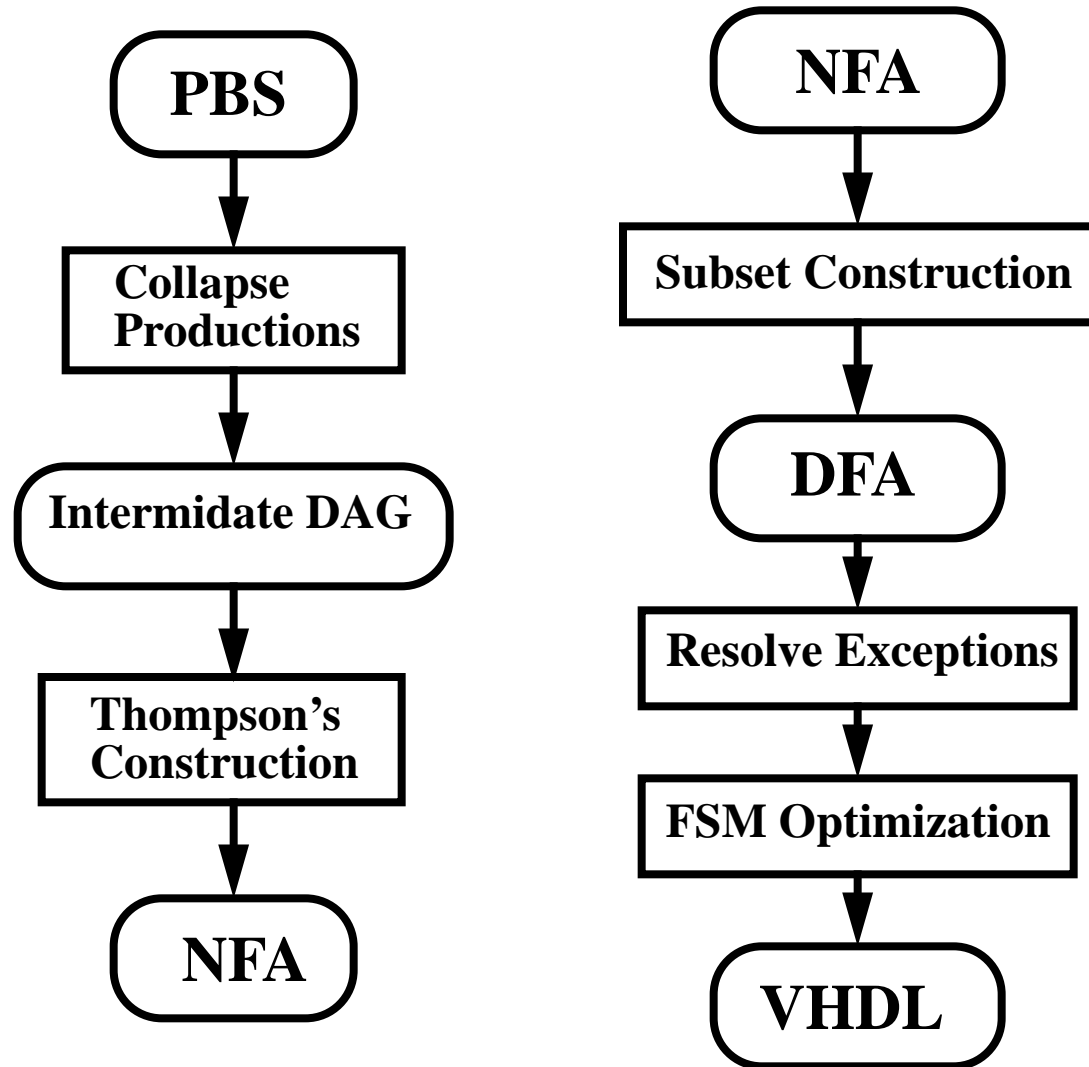 PBS
Collapse
Productions
Intermidate DAG
Thompson’s
Construction
NFA
NFA
Subset Construction
DFA
Resolve Exceptions
FSM Optimization
VHDL